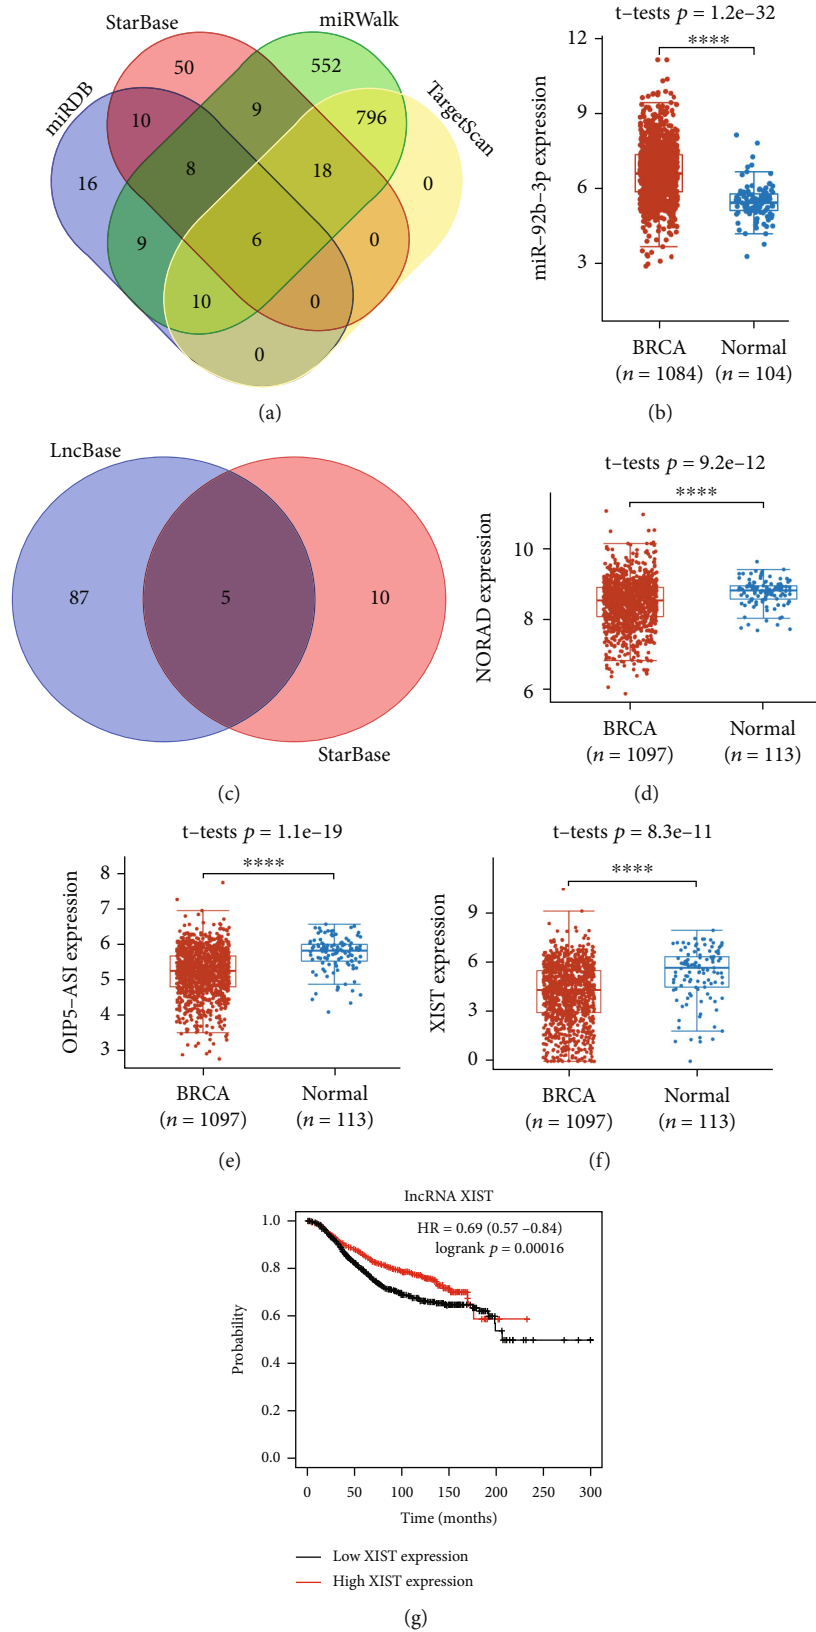 StarBase
miRWalk
miRDB
TargetScan
50
552
10
9
796
16
8
18
0
9
6
0
10
0
0
(a)
t–tests p = 1.2e–32
****
miR–92b–3p expression
12
9
6
3
BRCA
(n = 1084)
Normal
(n = 104)
(b)
LncBase
87
5
10
StarBase
(c)
t–tests p = 9.2e–12
****
NORAD expression
10
8
6
BRCA
(n = 1097)
Normal
(n = 113)
(d)
t–tests p = 1.1e–19
****
OIP5–ASI expression
8
7
6
5
4
3
BRCA
(n = 1097)
Normal
(n = 113)
(e)
t–tests p = 8.3e–11
****
XIST expression
9
6
3
0
BRCA
(n = 1097)
Normal
(n = 113)
(f)
IncRNA XIST
HR = 0.69 (0.57 –0.84)
logrank p = 0.00016
Probability
1.0
0.8
0.6
0.4
0.2
0.0
0 50 100 150 200 250 300
Time (months)
Low XIST expression
High XIST expression
(g)